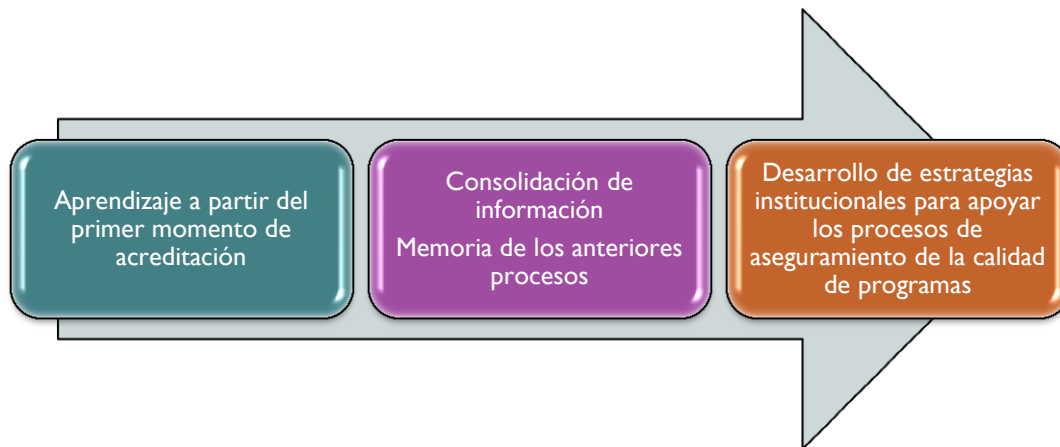 Aprendizaje a partir del
primer momento de
acreditación
Consolidación de
información
Memoria de los anteriores
procesos
Desarrollo de estrategias
institucionales para apoyar
los procesos de
aseguramiento de la calidad
de programas